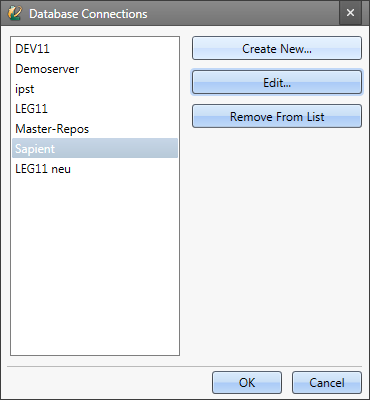 Database Connections
DEV11
Demoserver
ipst
LEG11
Master-Repos
Sapient
LEG11 neu
Create New...
Edit...
Remove From List
OK
Cancel